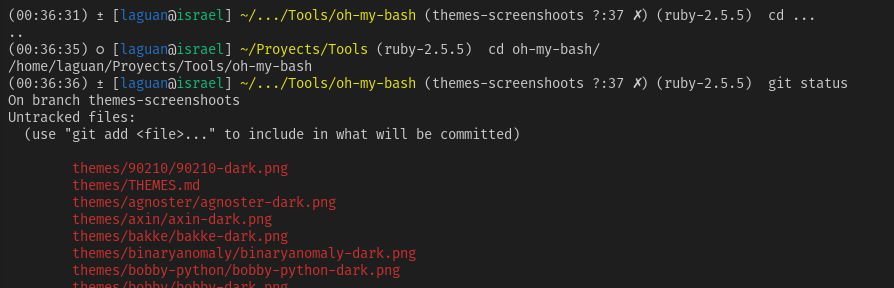 (00:36:31) ± [laguan@israel] ~/.../Tools/oh-my-bash (themes-screenshoots ?:37 ✗) (ruby-2.5.5)  cd ...
..
(00:36:35) ○ [laguan@israel] ~/Proyects/Tools (ruby-2.5.5)  cd oh-my-bash/
/home/laguan/Proyects/Tools/oh-my-bash
(00:36:36) ± [laguan@israel] ~/.../Tools/oh-my-bash (themes-screenshoots ?:37 ✗) (ruby-2.5.5)  git status
On branch themes-screenshoots
Untracked files:
  (use "git add <file>..." to include in what will be committed)
themes/90210/90210-dark.png
themes/THEMES.md
themes/agnoster/agnoster-dark.png
themes/axin/axin-dark.png
themes/bakke/bakke-dark.png
themes/binaryanomaly/binaryanomaly-dark.png
themes/bobby-python/bobby-python-dark.png
themes/bobby/bobby-dark.png